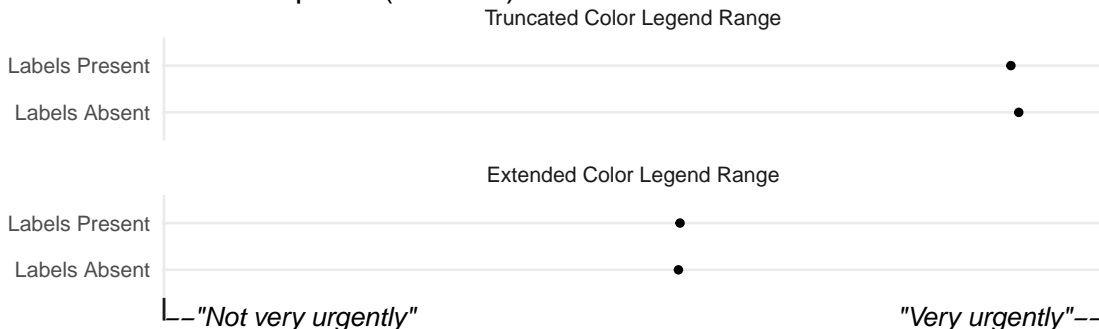 Truncated Color Legend Range
Labels Present
Labels Absent
Extended Color Legend Range
Labels Present
Labels Absent
"Not very urgently" "Very urgently"